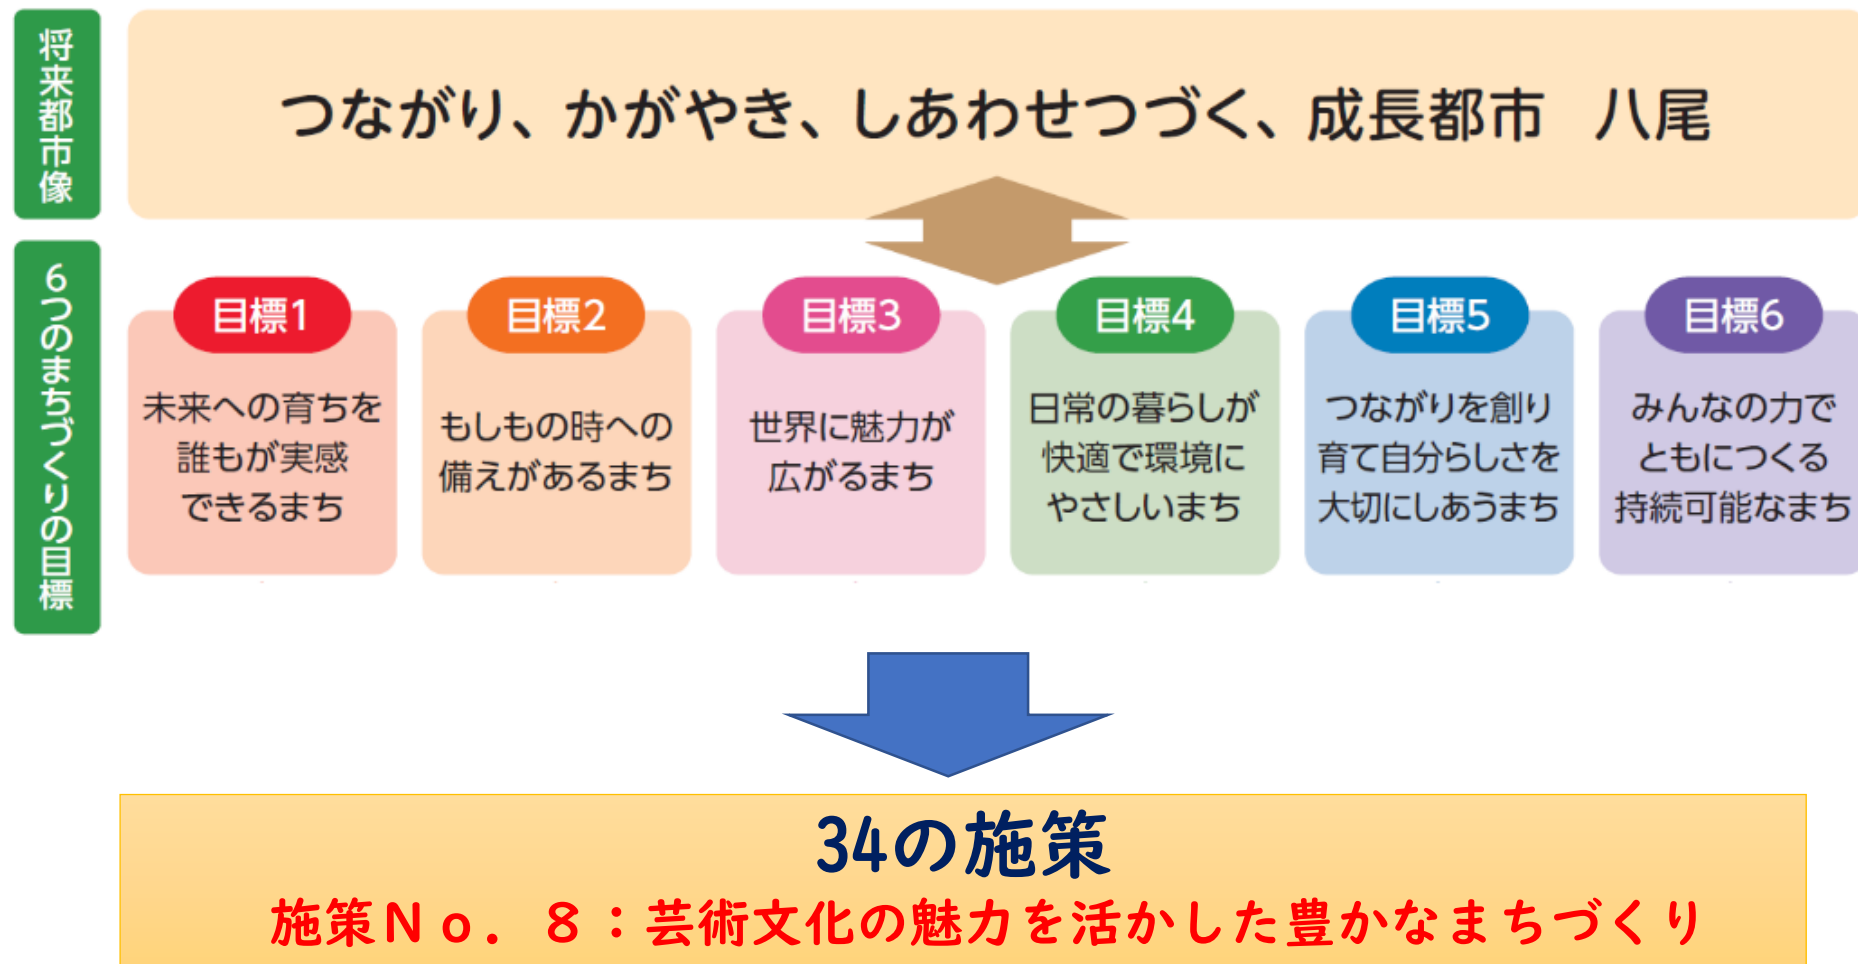 将来都市像
つながり、かがやき、しあわせつづく、成長都市　八尾
6つのまちづくりの目標
目標1
未来への育ちを
誰もが実感
できるまち
目標2
もしもの時への
備えがあるまち
目標3
世界に魅力が
広がるまち
目標4
日常の暮らしが
快適で環境に
やさしいまち
目標5
つながりを創り
育て自分らしさを
大切にしあうまち
目標6
みんなの力で
ともにつくる
持続可能なまち
34の施策
施策Ｎｏ．８：芸術文化の魅力を活かした豊かなまちづくり